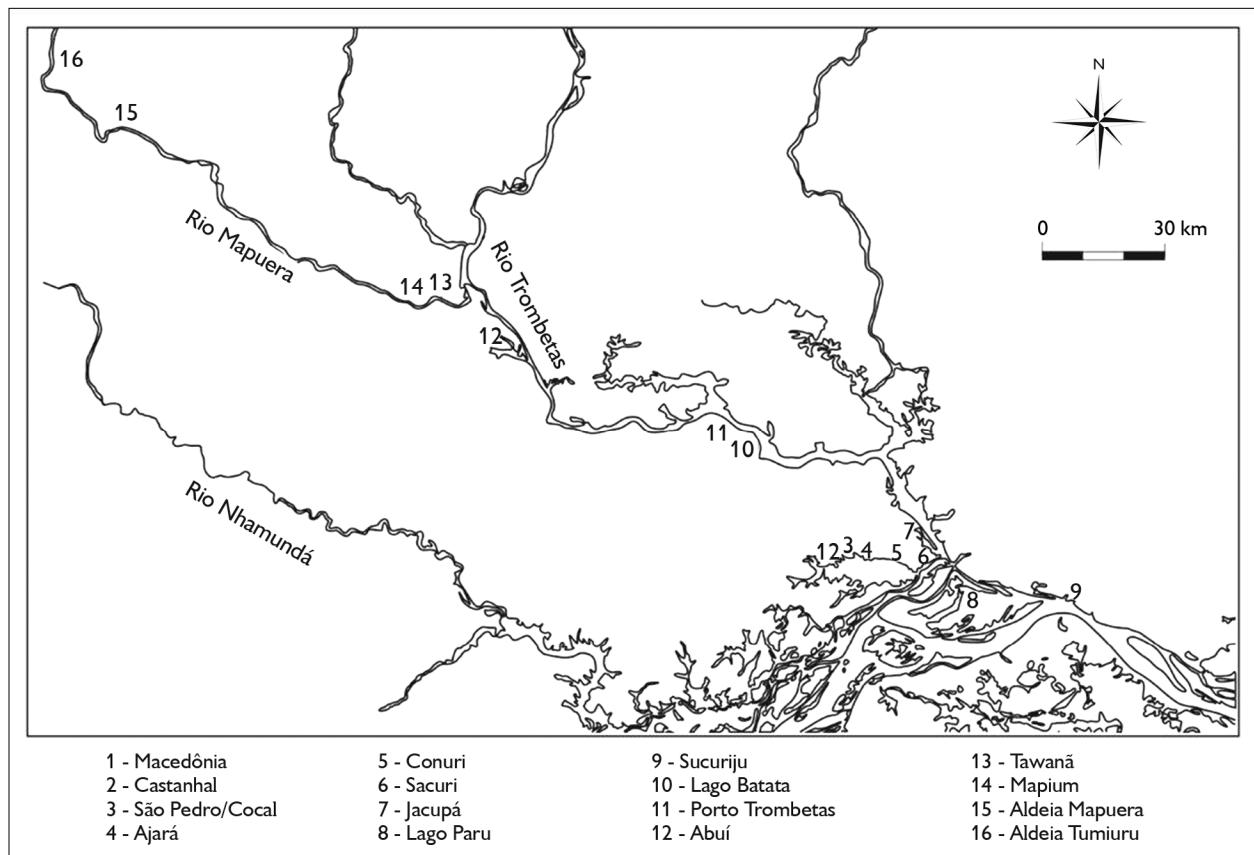 16
N
15
0 30 km
Rio Mapuera
Rio Trombetas
14 13
12
11
10
Rio Nhamundá
7
12 3 4 5 6
8
9
1 - Macedônia
2 - Castanhal
3 - São Pedro/Cocal
4 - Ajará
5 - Conuri
6 - Sacuri
7 - Jacupá
8 - Lago Paru
9 - Sucuriju
10 - Lago Batata
11 - Porto Trombetas
12 - Abuí
13 - Tawanã
14 - Mapium
15 - Aldeia Mapuera
16 - Aldeia Tumiuru